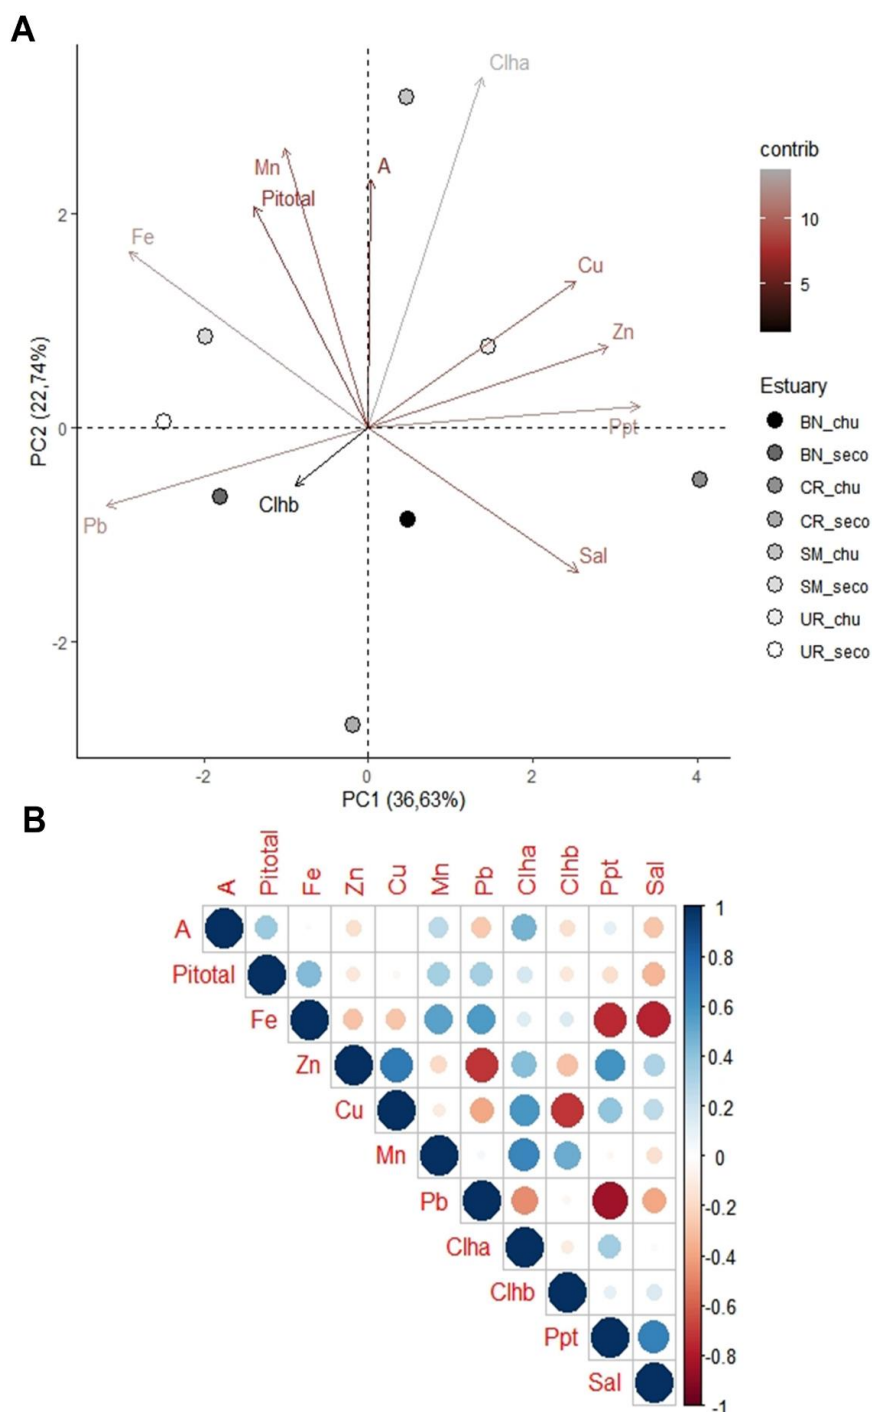 A
Clha
Mn
A
Pitotal
Fe
Cu
Zn
Ppt
Clhb
Pb
Sal
2
0
-2
PC2 (22,74%)
-2 0 2 4
PC1 (36,63%)
contrib
10
5
Estuary
BN_chu
BN_seco
CR_chu
CR_seco
SM_chu
SM_seco
UR_chu
UR_seco
B
A Pitotal Fe Zn Cu Mn Pb Clha Clhb Ppt Sal
A
Pitotal
Fe
Zn
Cu
Mn
Pb
Clha
Clhb
Ppt
Sal
1
0.8
0.6
0.4
0.2
0
-0.2
-0.4
-0.6
-0.8
-1